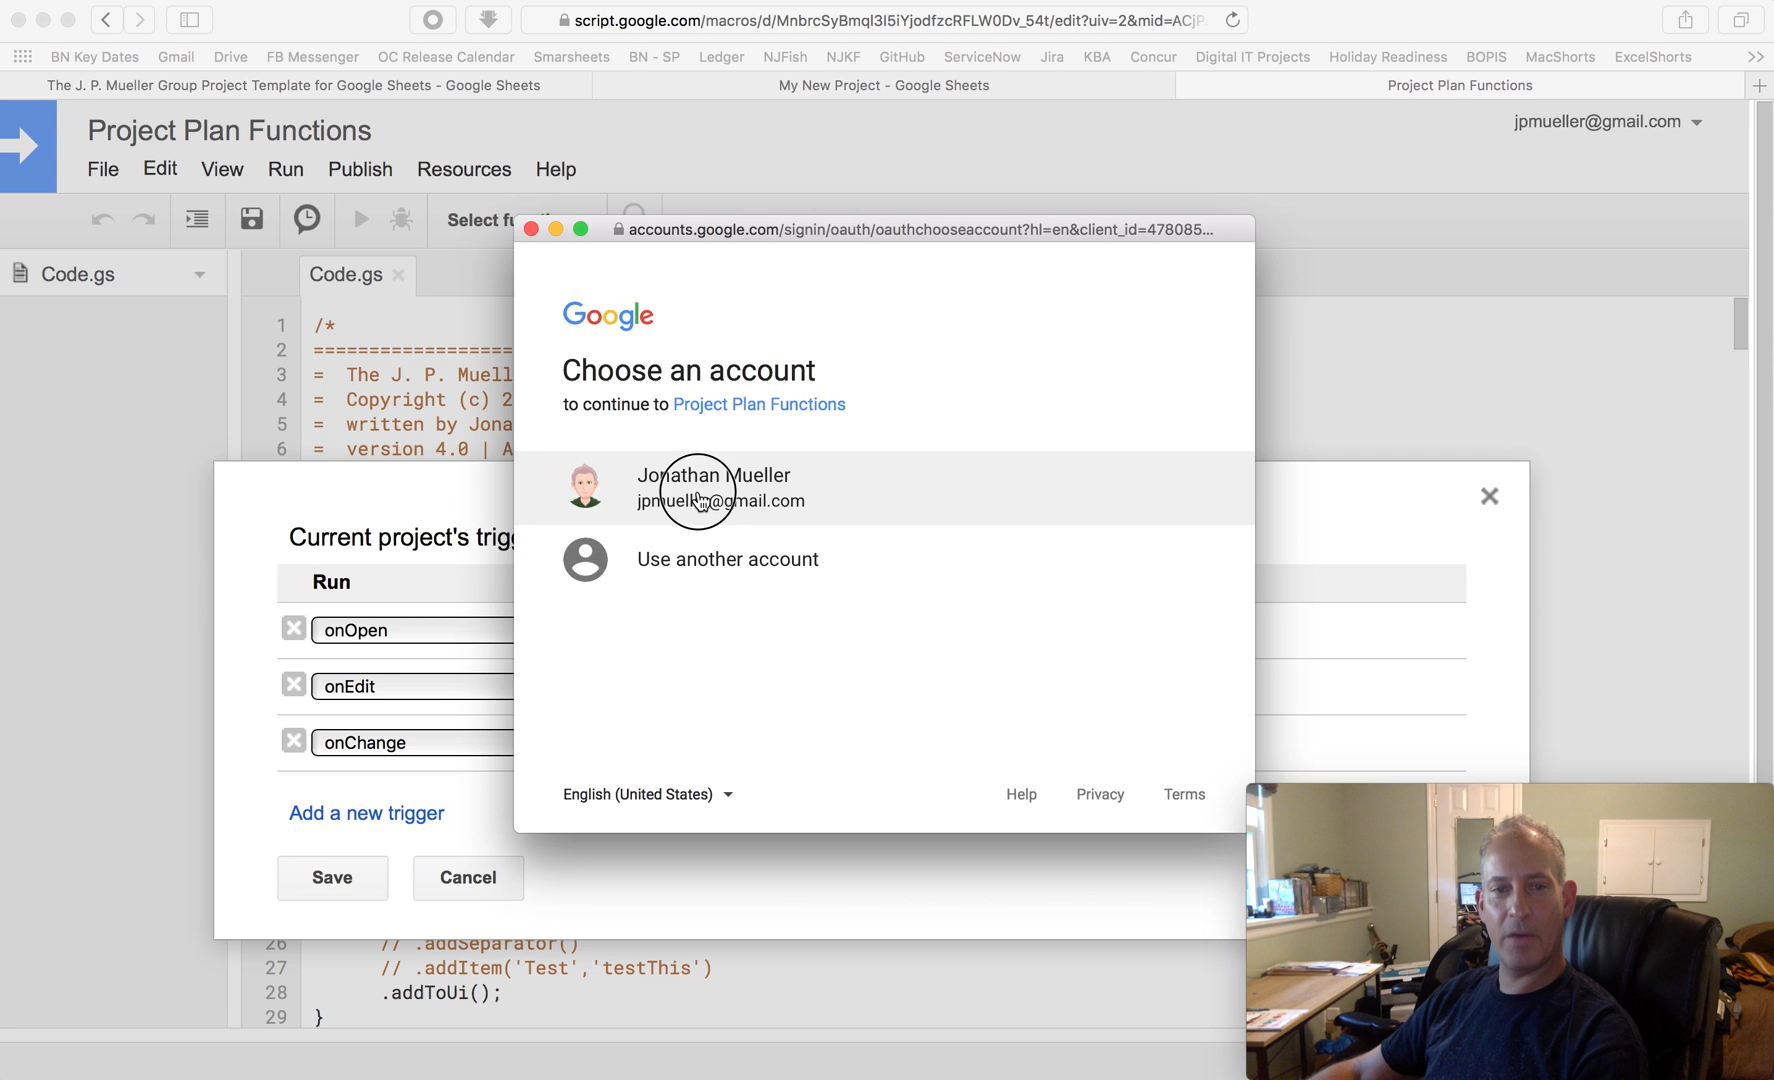 script.google.com/macros/d/MnbrcSyBmqI3I5iYjodfzcRFLW0Dv_54t/edit?uiv=2&mid=ACjP
BN Key Dates Gmail Drive FB Messenger OC Release Calendar Smarsheets BN - SP Ledger NJFish NJKF GitHub ServiceNow Jira KBA Concur Digital IT Projects Holiday Readiness BOPIS MacShorts ExcelShorts
The J. P. Mueller Group Project Template for Google Sheets - Google Sheets
My New Project - Google Sheets
Project Plan Functions
Project Plan Functions
jpmueller@gmail.com
File Edit View Run Publish Resources Help
Select
accounts.google.com/signin/oauth/oauthchooseaccount?hl=en&client_id=478085...
Code.gs
Code.gs
Google
Choose an account
to continue to Project Plan Functions
Jonathan Mueller
jpmueller@gmail.com
Use another account
English (United States)
Help Privacy Terms
1 /*
2 ==================
3 = The J. P. Muell
4 = Copyright (c) 2
5 = written by Jona
6 = version 4.0 | A
Current project's trigg
Run
onOpen
onEdit
onChange
Add a new trigger
Save Cancel
26 // .addSeparator()
27 // .addItem('Test','testThis')
28 .addToUi();
29 }